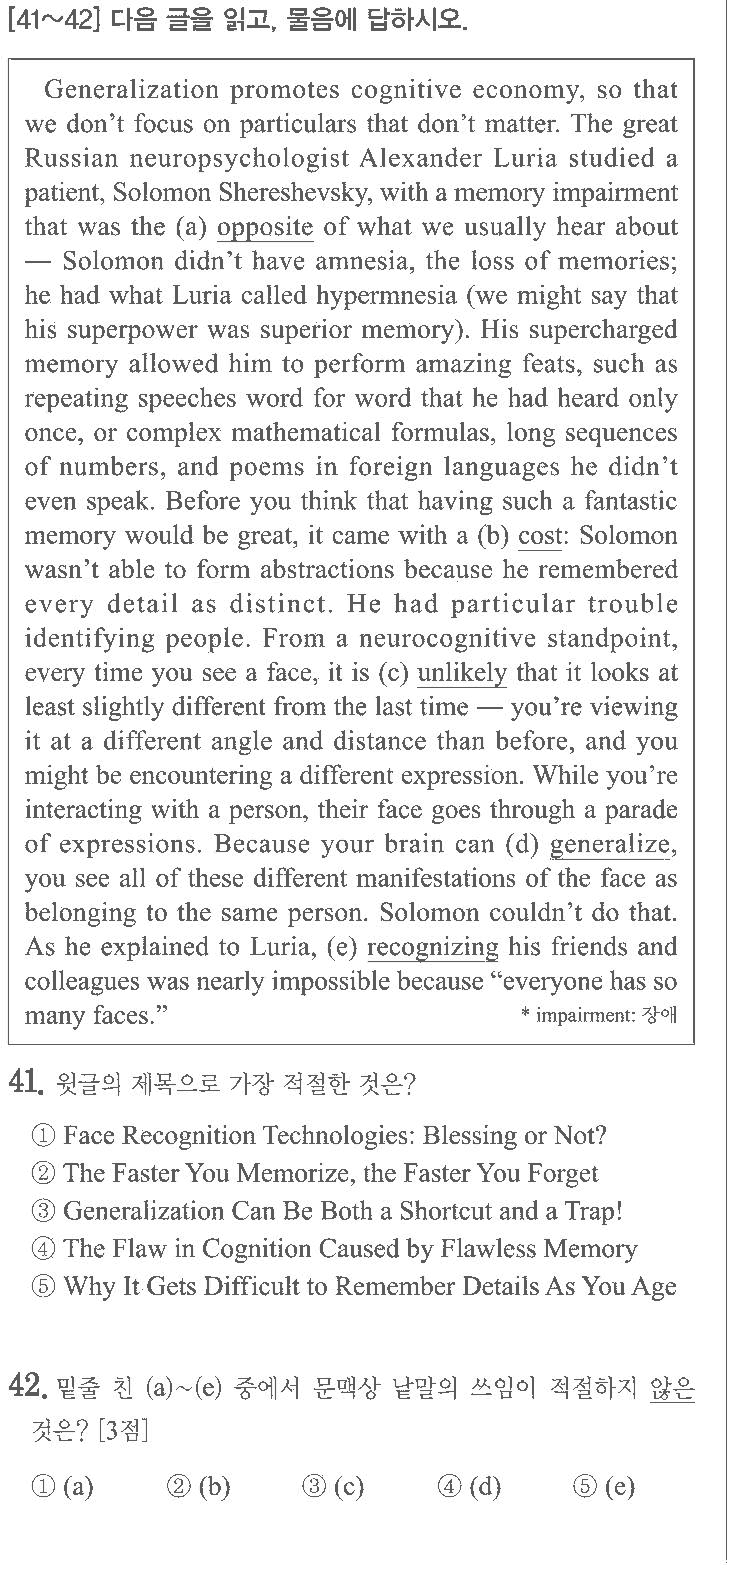 [41~42] 다음 글을 읽고, 물음에 답하시오.
Generalization promotes cognitive economy, so that
we don't focus on particulars that don't matter. The great
Russian neuropsychologist Alexander Luria studied a
patient, Solomon Shereshevsky, with a memory impairment
that was the (a) opposite of what we usually hear about
— Solomon didn't have amnesia, the loss of memories;
he had what Luria called hypermnesia (we might say that
his superpower was superior memory). His supercharged
memory allowed him to perform amazing feats, such as
repeating speeches word for word that he had heard only
once, or complex mathematical formulas, long sequences
of numbers, and poems in foreign languages he didn't
even speak. Before you think that having such a fantastic
memory would be great, it came with a (b) cost: Solomon
wasn't able to form abstractions because he remembered
every detail as distinct. He had particular trouble
identifying people. From a neurocognitive standpoint,
every time you see a face, it is (c) unlikely that it looks at
least slightly different from the last time — you're viewing
it at a different angle and distance than before, and you
might be encountering a different expression. While you're
interacting with a person, their face goes through a parade
of expressions. Because your brain can (d) generalize,
you see all of these different manifestations of the face as
belonging to the same person. Solomon couldn't do that.
As he explained to Luria, (e) recognizing his friends and
colleagues was nearly impossible because “everyone has so
many faces.” * impairment: 장애
41. 윗글의 제목으로 가장 적절한 것은?
① Face Recognition Technologies: Blessing or Not?
② The Faster You Memorize, the Faster You Forget
③ Generalization Can Be Both a Shortcut and a Trap!
④ The Flaw in Cognition Caused by Flawless Memory
⑤ Why It Gets Difficult to Remember Details As You Age
42. 밑줄 친 (a)~(e) 중에서 문맥상 낱말의 쓰임이 적절하지 않은
것은? [3점]
① (a) ② (b) ③ (c) ④ (d) ⑤ (e)